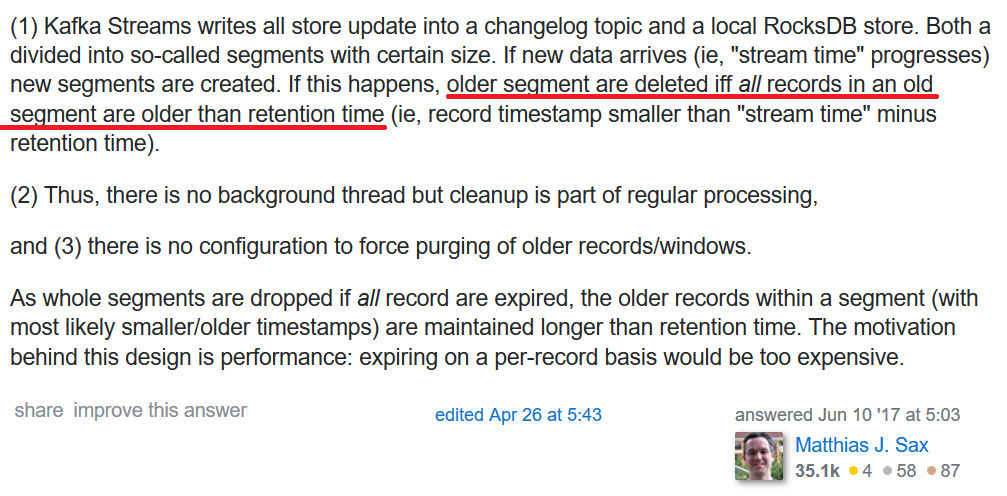 (1) Kafka Streams writes all store update into a changelog topic and a local RocksDB store. Both a
divided into so-called segments with certain size. If new data arrives (ie, "stream time" progresses)
new segments are created. If this happens, older segment are deleted iff all records in an old
segment are older than retention time (ie, record timestamp smaller than "stream time" minus
retention time).
(2) Thus, there is no background thread but cleanup is part of regular processing,
and (3) there is no configuration to force purging of older records/windows.
As whole segments are dropped if all record are expired, the older records within a segment (with
most likely smaller/older timestamps) are maintained longer than retention time. The motivation
behind this design is performance: expiring on a per-record basis would be too expensive.
share improve this answer
edited Apr 26 at 5:43
answered Jun 10 '17 at 5:03
Matthias J. Sax
35.1k 4 58 87